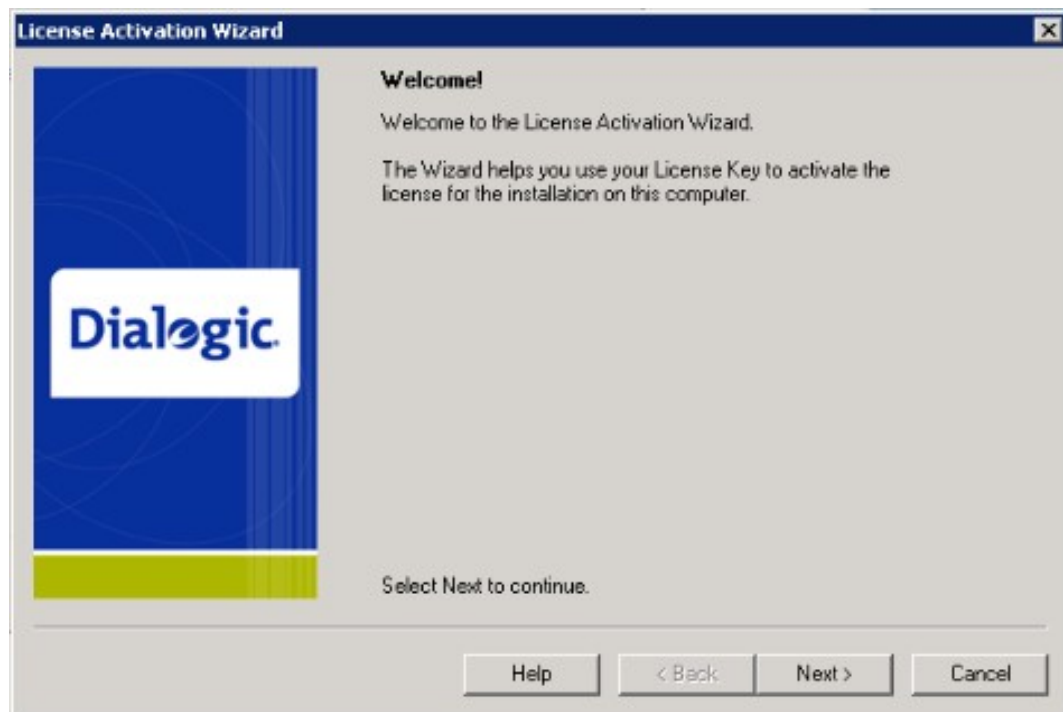 License Activation Wizard
Welcome!
Welcome to the License Activation Wizard.
The Wizard helps you use your License Key to activate the
license for the installation on this computer.
Dialogic
Select Next to continue.
Help
< Back
Next >
Cancel